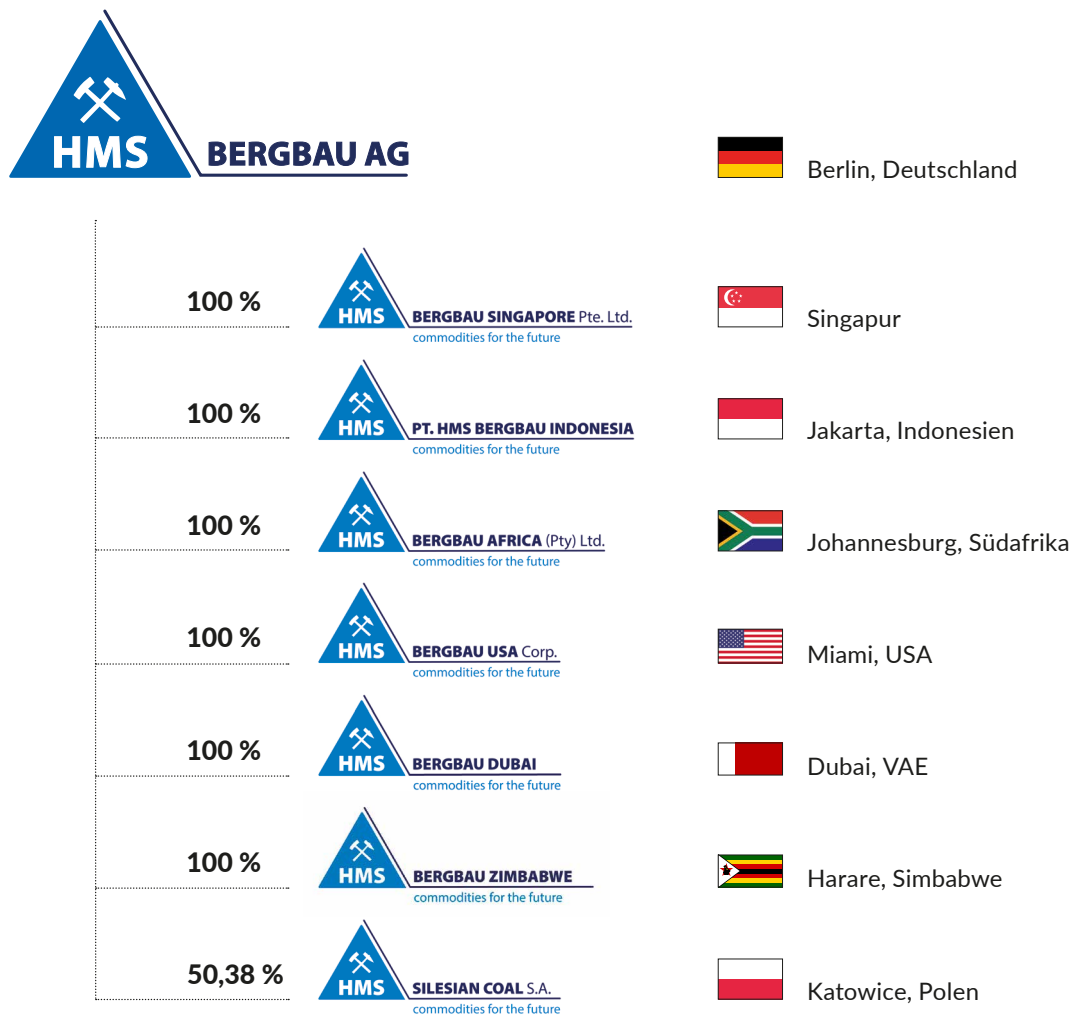 HMS BERGBAU AG
Berlin, Deutschland
100 %
HMS BERGBAU SINGAPORE Pte. Ltd.
commodities for the future
Singapur
100 %
HMS PT. HMS BERGBAU INDONESIA
commodities for the future
Jakarta, Indonesien
100 %
HMS BERGBAU AFRICA (Pty) Ltd.
commodities for the future
Johannesburg, Südafrika
100 %
HMS BERGBAU USA Corp.
commodities for the future
Miami, USA
100 %
HMS BERGBAU DUBAI
commodities for the future
Dubai, VAE
100 %
HMS BERGBAU ZIMBABWE
commodities for the future
Harare, Simbabwe
50,38 %
HMS SILESIAN COAL S.A.
commodities for the future
Katowice, Polen